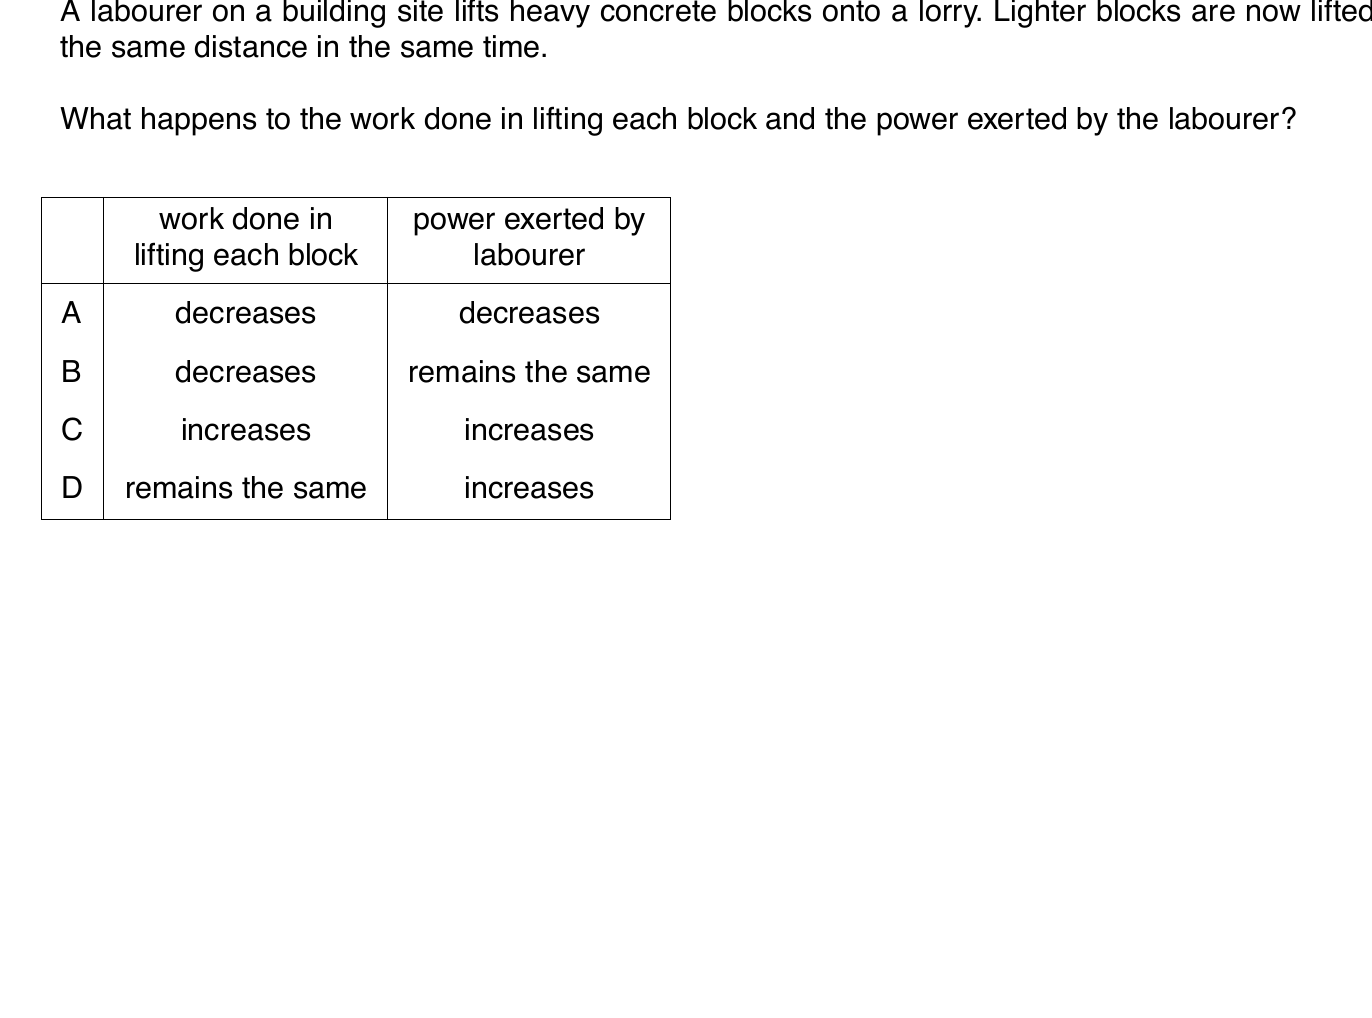 A labourer on a building site lifts heavy concrete blocks onto a lorry. Lighter blocks are now lifted
the same distance in the same time.
What happens to the work done in lifting each block and the power exerted by the labourer?
work done in power exerted by
lifting each block labourer
A decreases decreases
B decreases remains the same
C increases increases
D remains the same increases